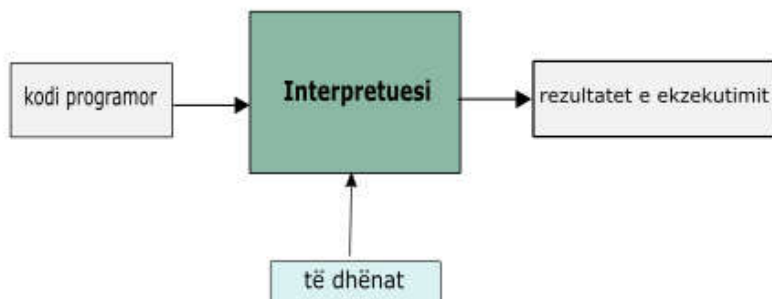 kodi programor
Interpretuesi
rezultatet e ekzekutimit
të dhënat